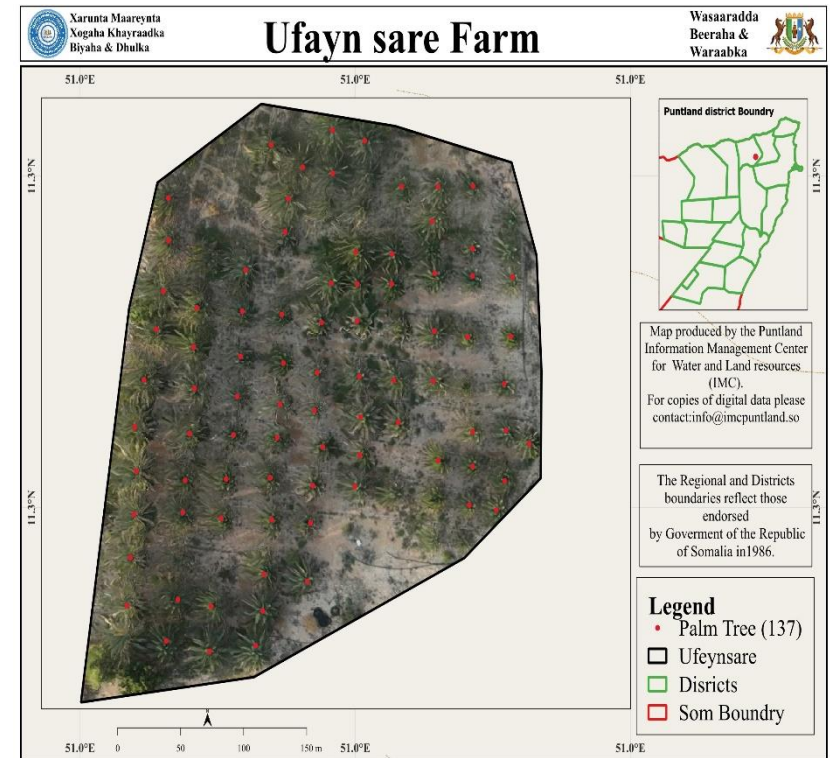 Xarunta Maareynta
Xogaha Khayraadka
Biyaha & Dhulka
Ufayn sare Farm
Wasaaradda
Beeraha &
Waraabka
51.0°E 51.0°E 51.0°E
11.3°N
11.3°N
Puntland district Boundry
11.3°N
Map produced by the Puntland
Information Management Center
for Water and Land resources
(IMC).
For copies of digital data please
contact:info@imcpuntland.so
The Regional and Districts
boundaries reflect those
endorsed
by Goverment of the Republic
of Somalia in1986.
11.3°N
Legend
Palm Tree (137)
Ufeynsare
Disricts
Som Boundry
0 50 100 150 m
51.0°E 51.0°E 51.0°E